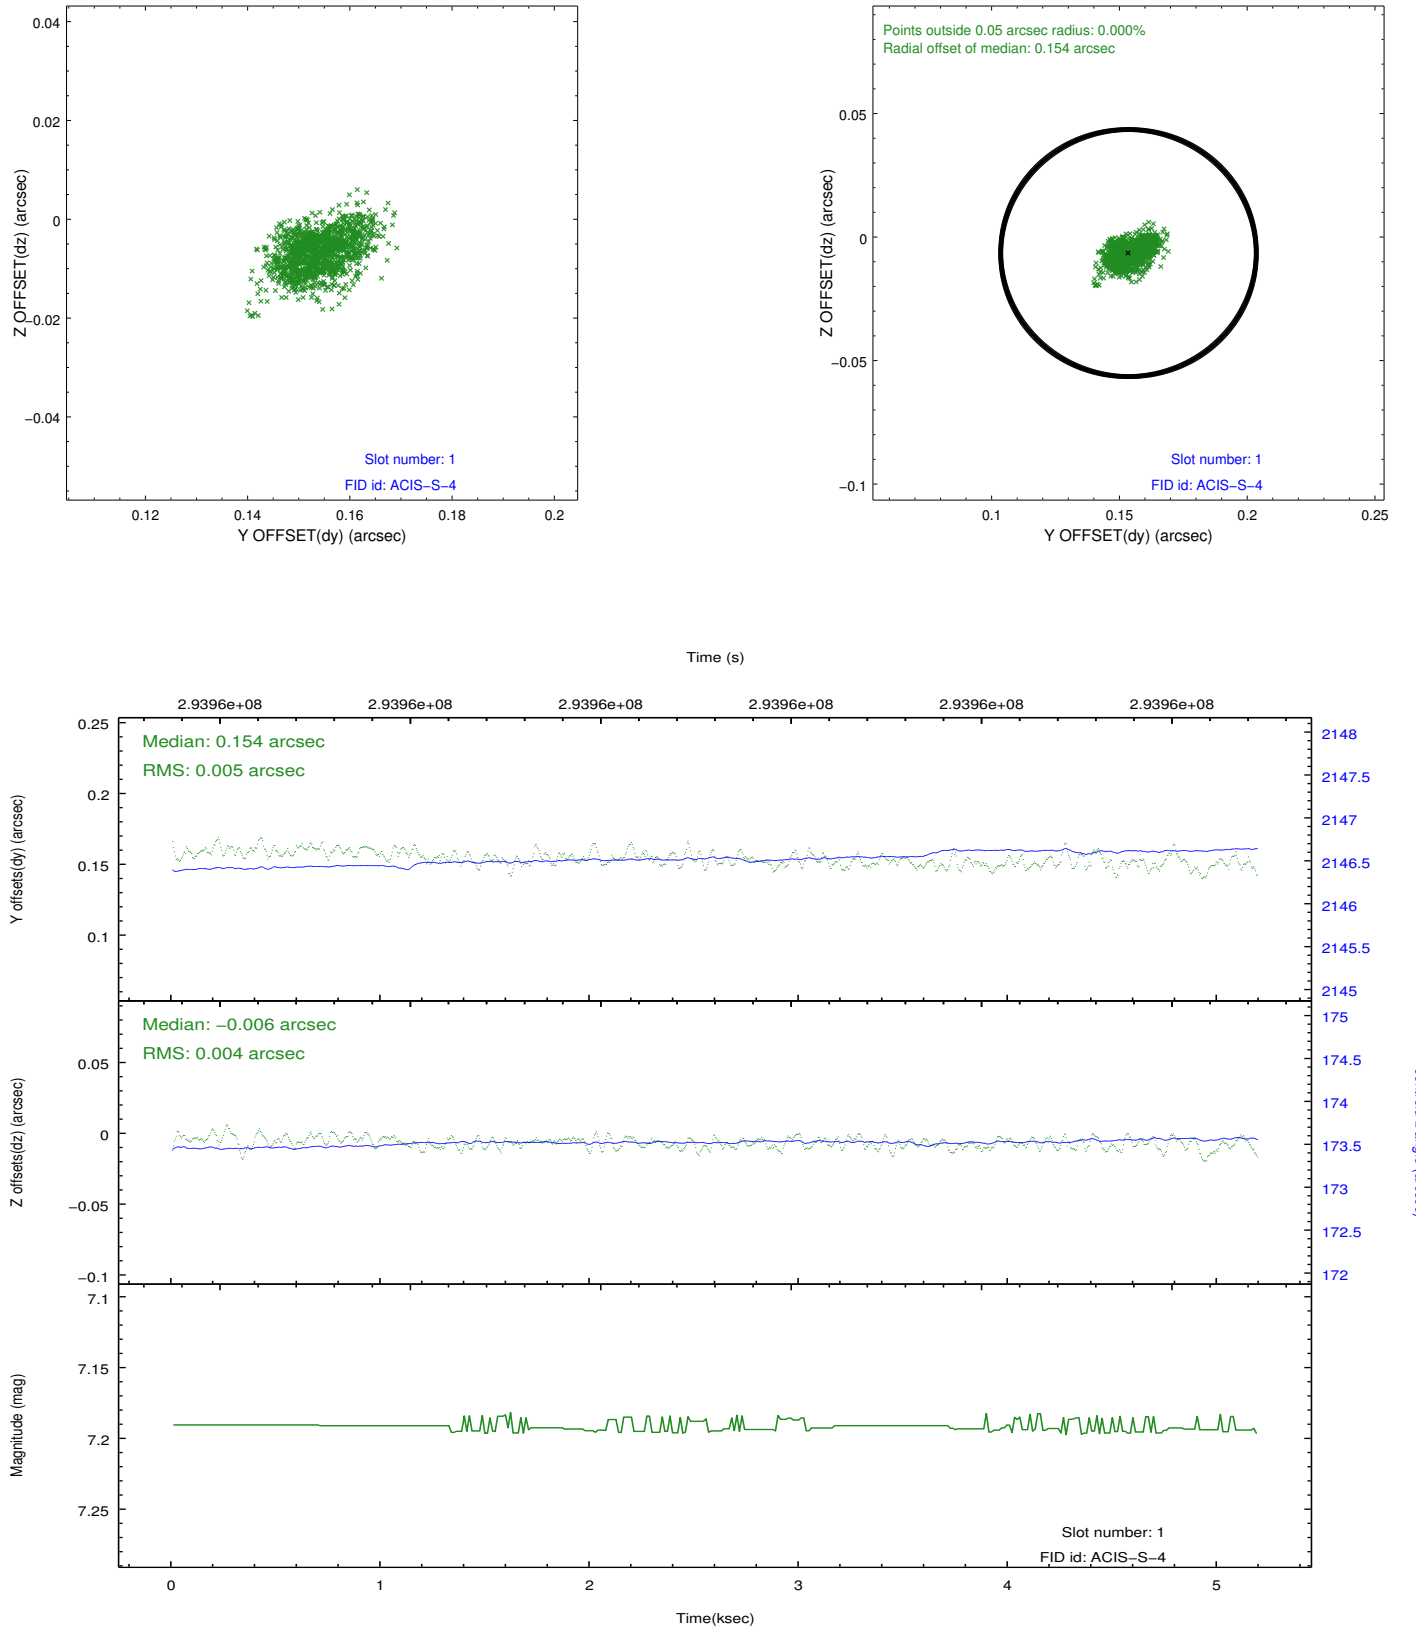 0.04
0.02
0
−0.02
−0.04
Z OFFSET(dz) (arcsec)
Slot number: 1
FID id: ACIS−S−4
0.12 0.14 0.16 0.18 0.2
Y OFFSET(dy) (arcsec)
Points outside 0.05 arcsec radius: 0.000%
Radial offset of median: 0.154 arcsec
0.05
0
−0.05
−0.1
Z OFFSET(dz) (arcsec)
Slot number: 1
FID id: ACIS−S−4
0.1 0.15 0.2 0.25
Y OFFSET(dy) (arcsec)
Time (s)
2.9396e+08 2.9396e+08 2.9396e+08 2.9396e+08 2.9396e+08 2.9396e+08
Median: 0.154 arcsec
RMS: 0.005 arcsec
0.25
0.2
0.15
0.1
Y offsets(dy) (arcsec)
2148
2147.5
2147
2146.5
2146
2145.5
2145
Median: −0.006 arcsec
RMS: 0.004 arcsec
0.05
0
−0.05
−0.1
Z offsets(dz) (arcsec)
175
174.5
174
173.5
173
172.5
172
7.1
7.15
7.2
7.25
Magnitude (mag)
Slot number: 1
FID id: ACIS−S−4
0 1 2 3 4 5
Time(ksec)